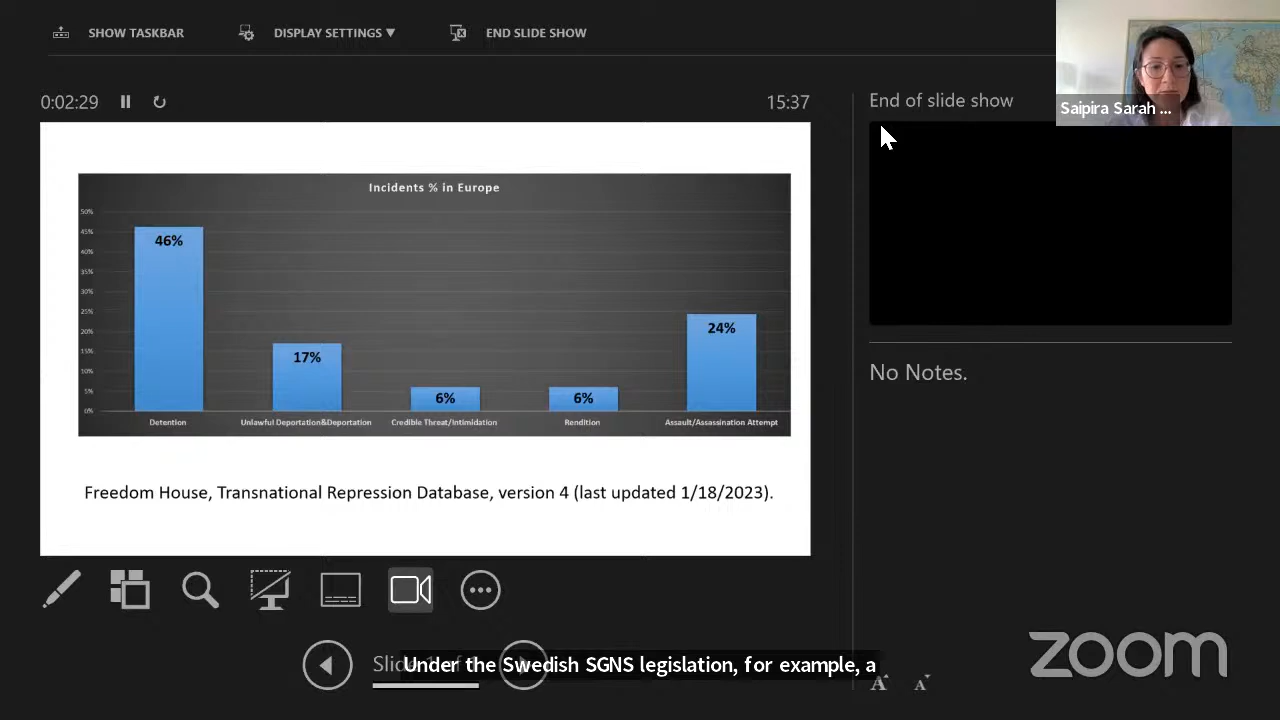 SHOW TASKBAR
DISPLAY SETTINGS ▼
END SLIDE SHOW
Saipira Sarah ...
0:02:29
15:37
End of slide show
Incidents % in Europe
50%
45%
40%
35%
30%
25%
20%
15%
10%
5%
0%
46%
17%
6%
6%
24%
Detention
Unlawful Deportation&Deportation
Credible Threat/Intimidation
Rendition
Assault/Assassination Attempt
Freedom House, Transnational Repression Database, version 4 (last updated 1/18/2023).
No Notes.
Under the Swedish SGNS legislation, for example, a
A A
zoom